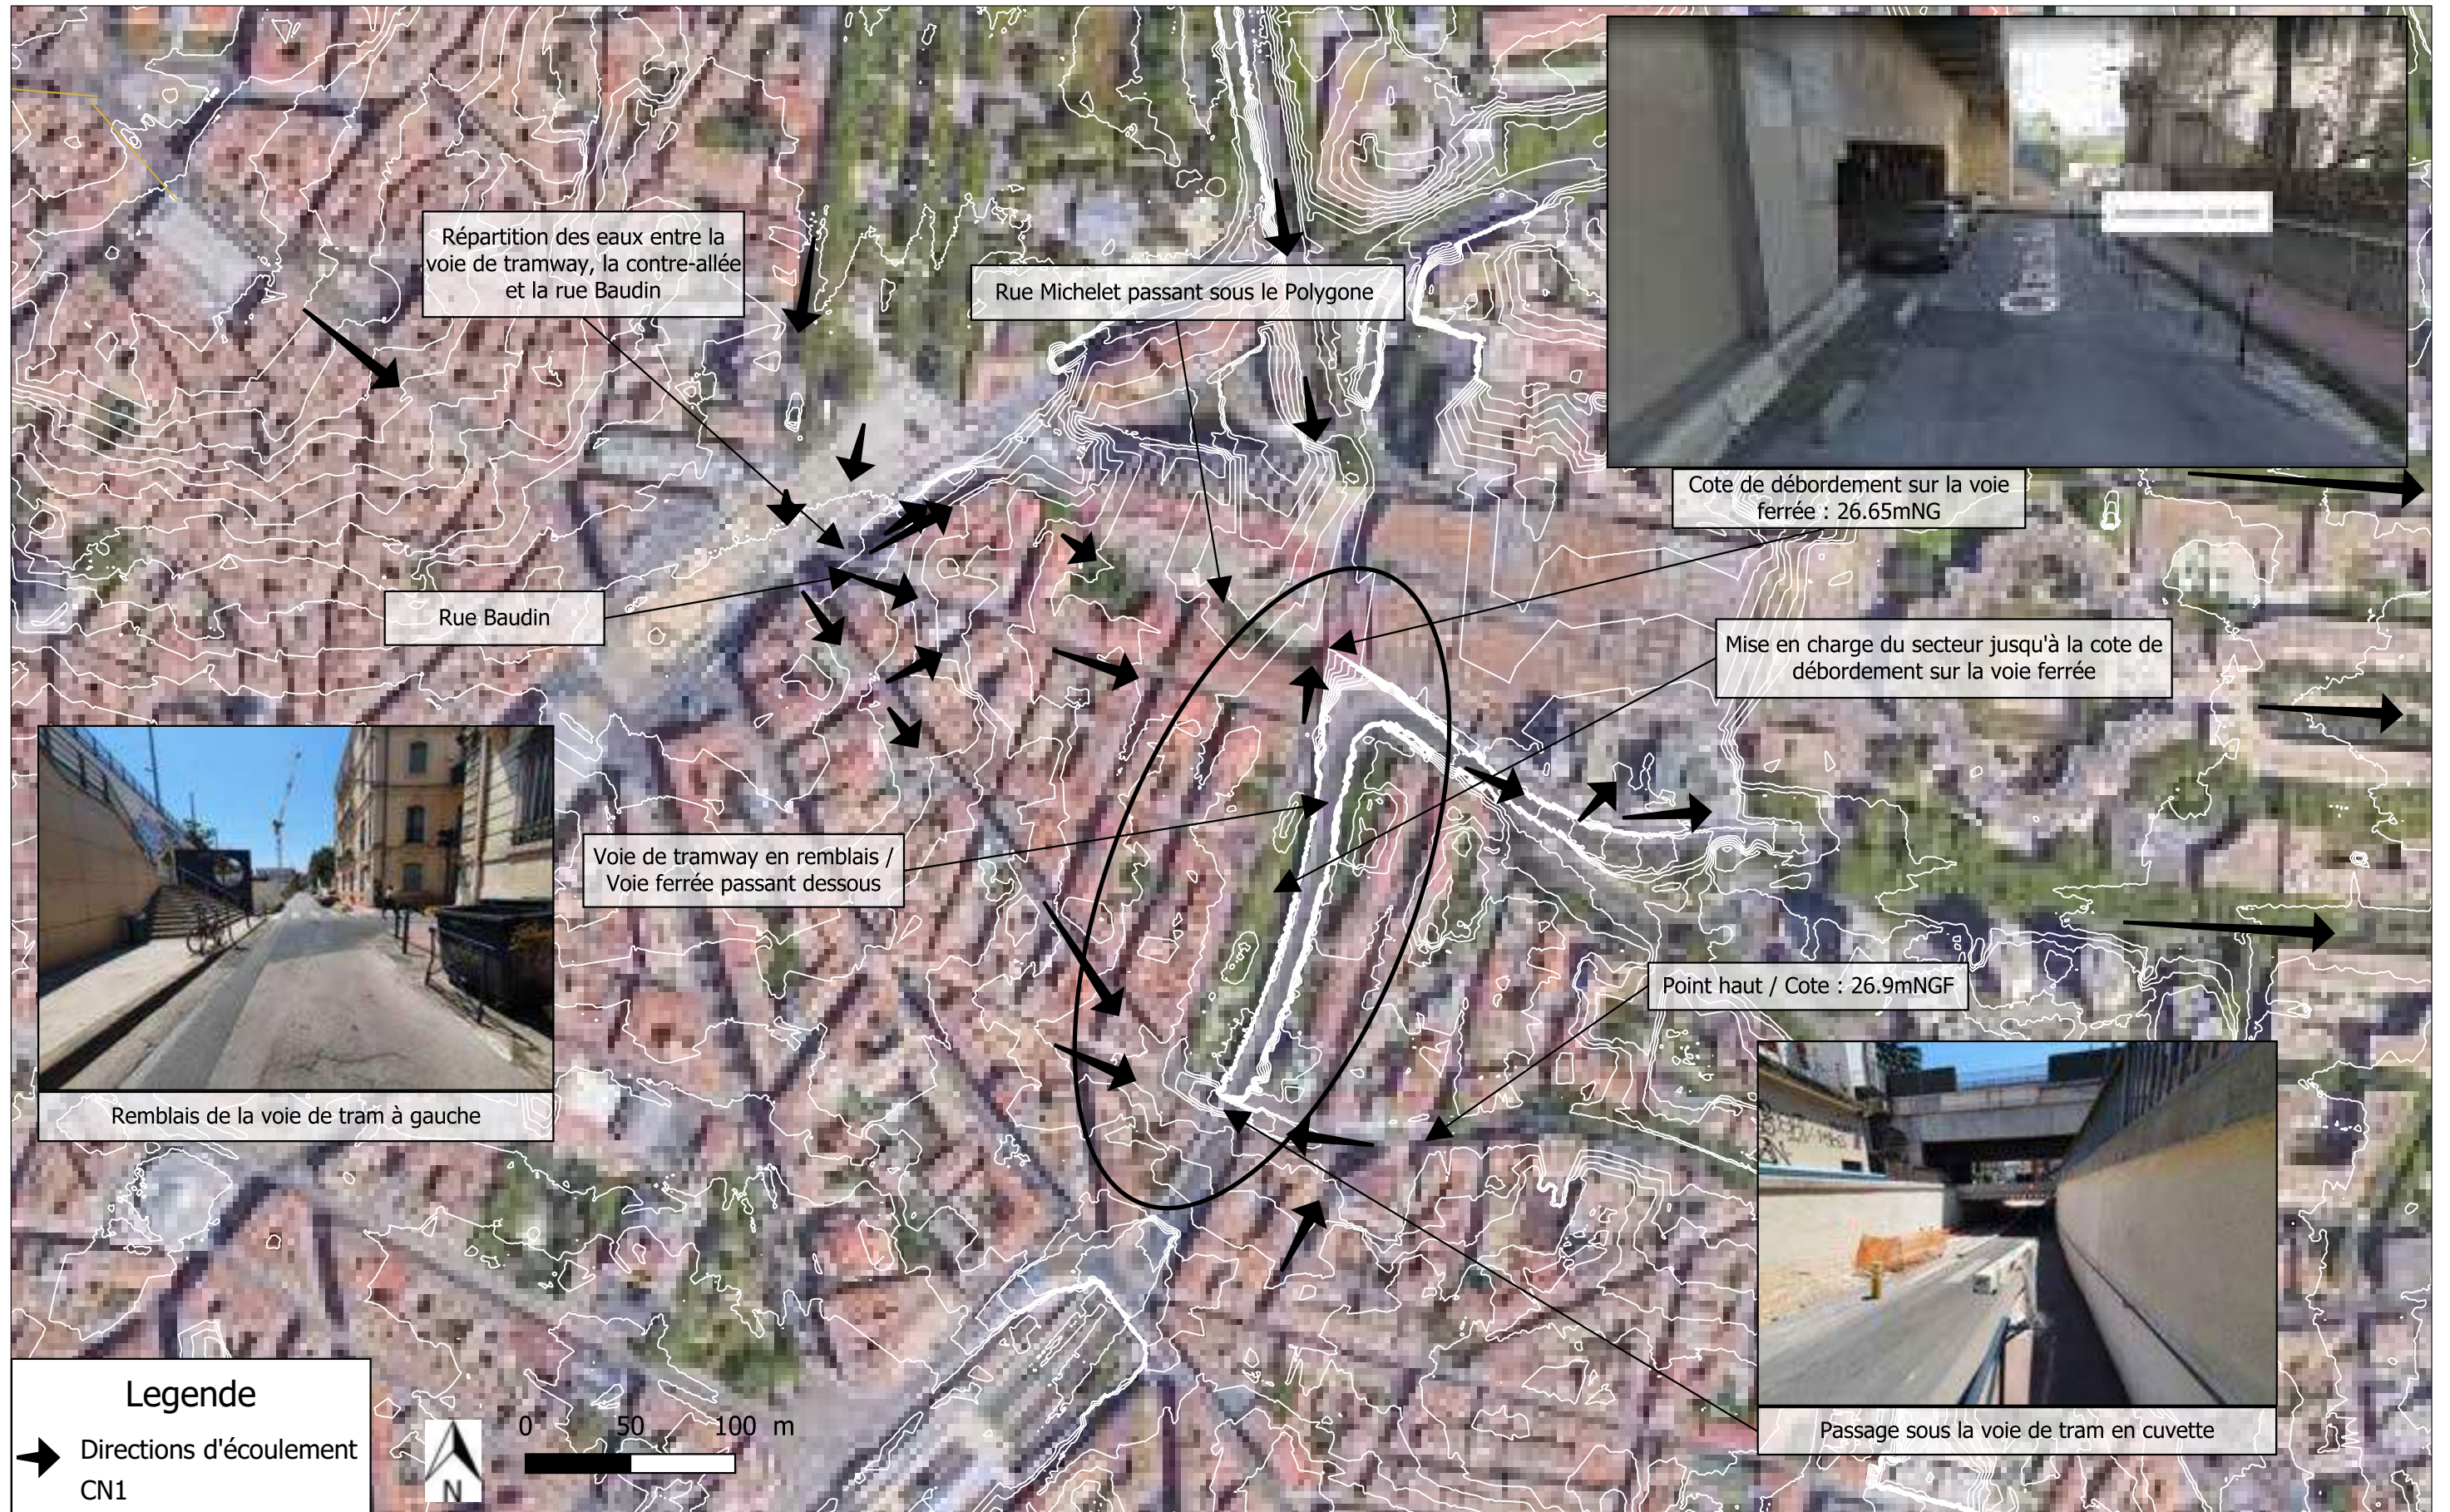 Répartition des eaux entre la
voie de tramway, la contre-allée
et la rue Baudin
Rue Michelet passant sous le Polygone
Cote de débordement sur la voie
ferrée : 26.65mNG
Rue Baudin
Mise en charge du secteur jusqu'à la cote de
débordement sur la voie ferrée
Voie de tramway en remblais /
Voie ferrée passant dessous
Point haut / Cote : 26.9mNGF
Remblais de la voie de tram à gauche
Passage sous la voie de tram en cuvette
Legende
Directions d'écoulement
CN1
N
0 50 100 m